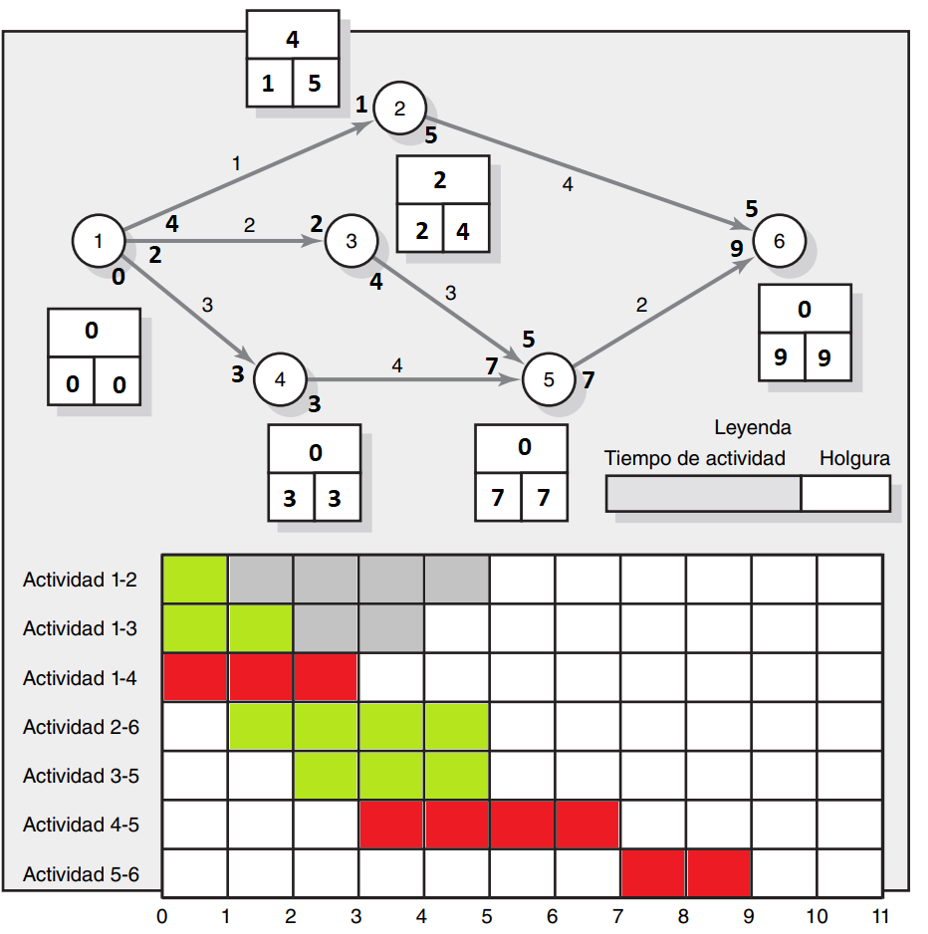 4
1 5
1 2
5
1
2
2 4
4
5
4 2 2 3
1
2
9 6
0
4
3
3
2
0
0 0
0
9 9
5
3 4 4 7 5 7
3
0
3 3
0
7 7
Leyenda
Tiempo de actividad Holgura
Actividad 1-2
Actividad 1-3
Actividad 1-4
Actividad 2-6
Actividad 3-5
Actividad 4-5
Actividad 5-6
0 1 2 3 4 5 6 7 8 9 10 11